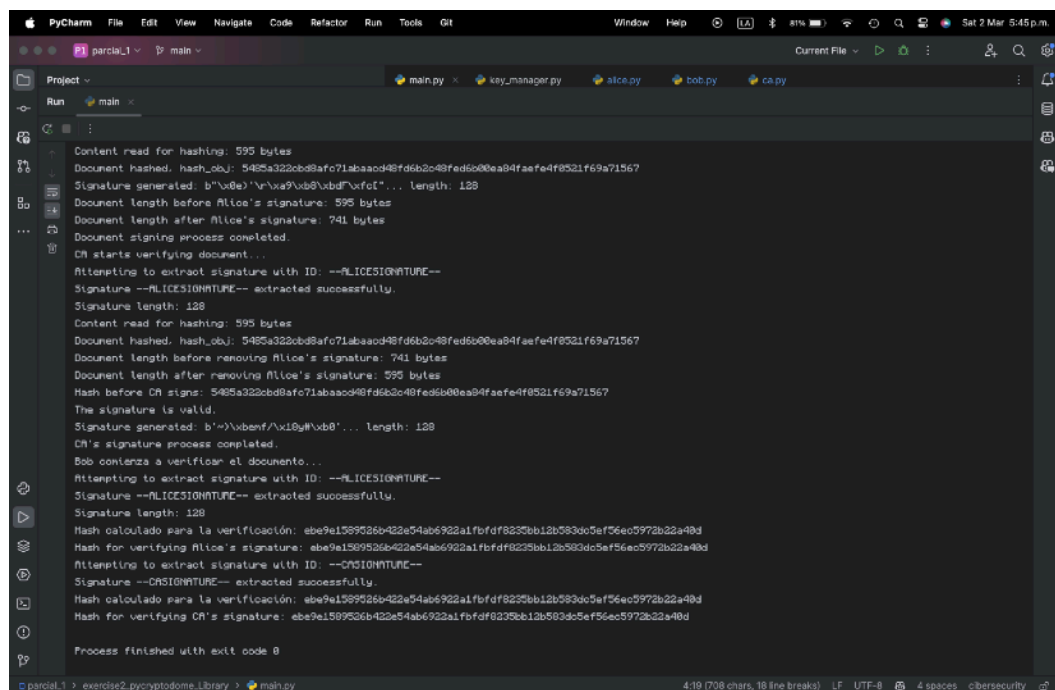 PyCharm File Edit View Navigate Code Refactor Run Tools Git Window Help LA 81% Sat 2 Mar 5:45 p.m.
P1 parcial_1 main Current File
Project main.py key_manager.py alice.py bob.py ca.py
Run main
Content read for hashing: 595 bytes
Document hashed, hash_obj: 5485a322cbd8afc71abaacd48fd6b2c48fed6b00ea84faefe4f0521f69a71567
Signature generated: b"\x0e)'\r\xa9\xb8\xbdF\xfc["... length: 128
Document length before Alice's signature: 595 bytes
Document length after Alice's signature: 741 bytes
Document signing process completed.
CA starts verifying document...
Attempting to extract signature with ID: --ALICESIGNATURE--
Signature --ALICESIGNATURE-- extracted successfully.
Signature length: 128
Content read for hashing: 595 bytes
Document hashed, hash_obj: 5485a322cbd8afc71abaacd48fd6b2c48fed6b00ea84faefe4f0521f69a71567
Document length before removing Alice's signature: 741 bytes
Document length after removing Alice's signature: 595 bytes
Hash before CA signs: 5485a322cbd8afc71abaacd48fd6b2c48fed6b00ea84faefe4f0521f69a71567
The signature is valid.
Signature generated: b'~)\xbemf/\x18y#\xb0'... length: 128
CA's signature process completed.
Bob comienza a verificar el documento...
Attempting to extract signature with ID: --ALICESIGNATURE--
Signature --ALICESIGNATURE-- extracted successfully.
Signature length: 128
Hash calculado para la verificación: ebe9e1589526b422e54ab6922a1fbfdf8235bb12b583dc5ef56ec5972b22a40d
Hash for verifying Alice's signature: ebe9e1589526b422e54ab6922a1fbfdf8235bb12b583dc5ef56ec5972b22a40d
Attempting to extract signature with ID: --CASIGNATURE--
Signature --CASIGNATURE-- extracted successfully.
Hash calculado para la verificación: ebe9e1589526b422e54ab6922a1fbfdf8235bb12b583dc5ef56ec5972b22a40d
Hash for verifying CA's signature: ebe9e1589526b422e54ab6922a1fbfdf8235bb12b583dc5ef56ec5972b22a40d
Process finished with exit code 0
parcial_1 > exercise2_pycryptodome_Library > main.py 4:19 (708 chars, 18 line breaks) LF UTF-8 4 spaces cibersecurity